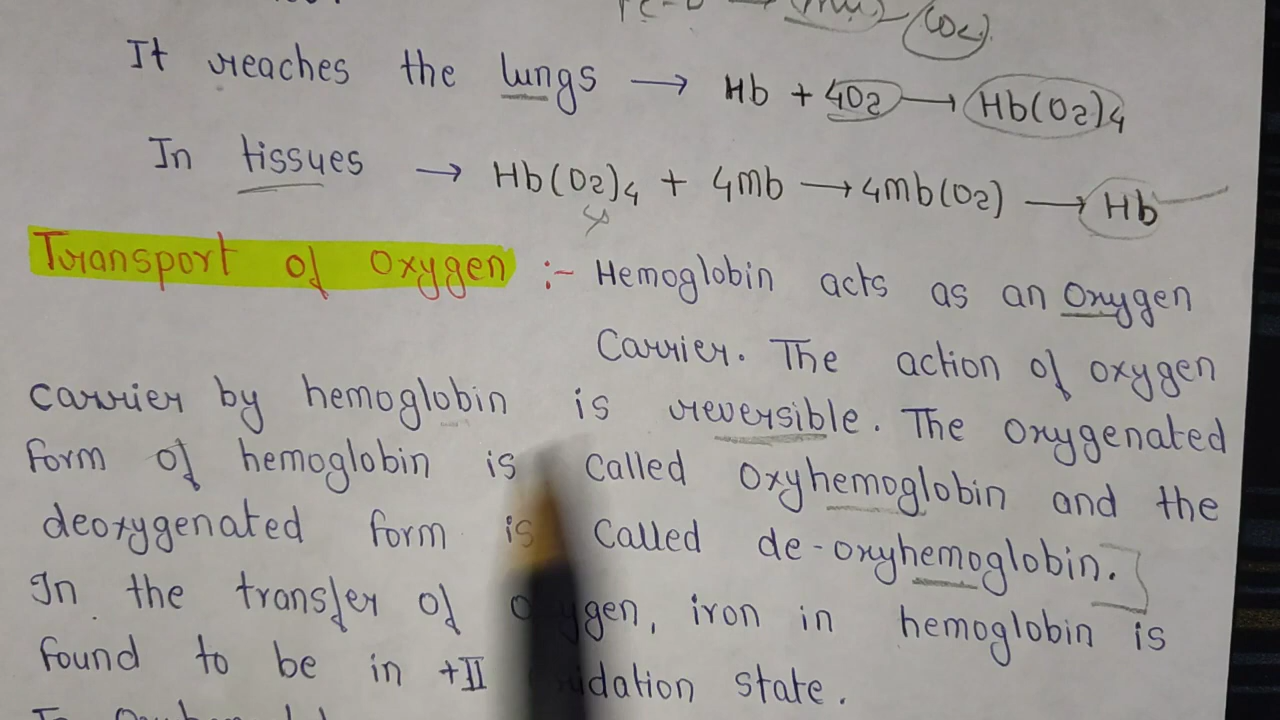 It reaches the lungs → Hb + 4O2 → Hb(O2)4
In tissues → Hb(O2)4 + 4mb → 4mb(O2) → Hb
Transport of Oxygen :- Hemoglobin acts as an Oxygen
Carrier. The action of oxygen
carrier by hemoglobin is reversible. The Oxygenated
form of hemoglobin is called Oxyhemoglobin and the
deoxygenated form is called de-oxyhemoglobin.
In the transfer of oxygen, iron in hemoglobin is
found to be in +II oxidation state.